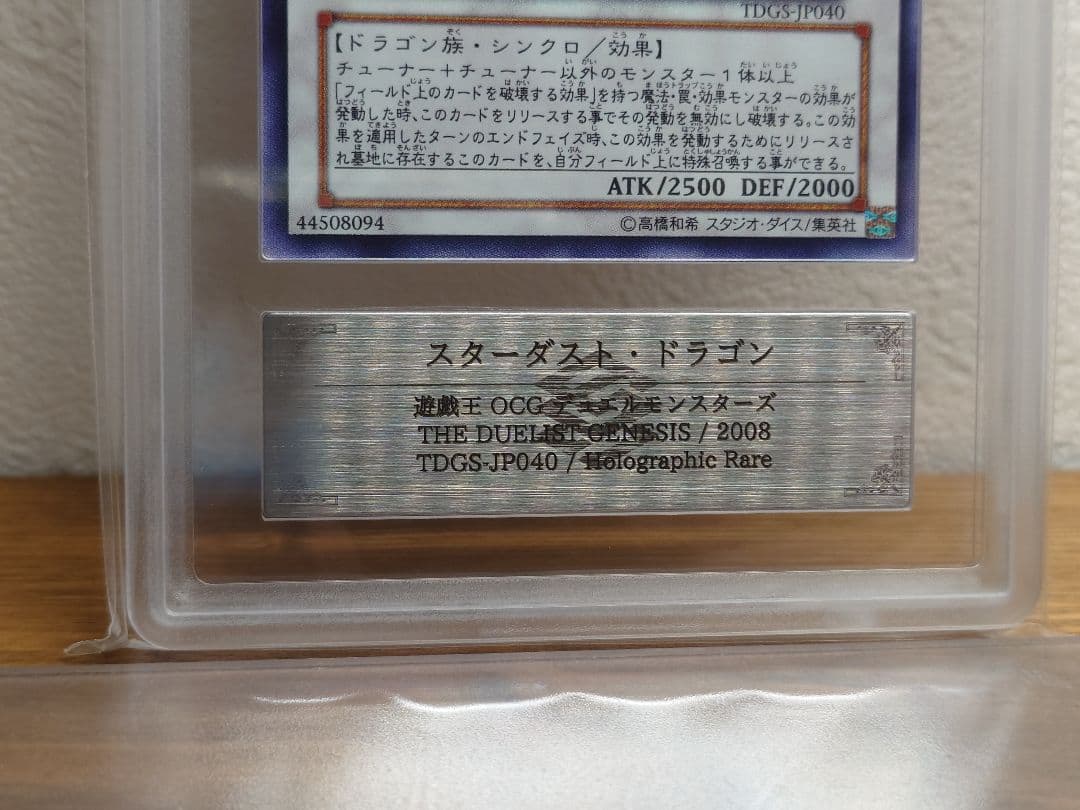 TDGS-JP040
【ドラゴン族・シンクロ／効果】
チューナー＋チューナー以外のモンスター１体以上
「フィールド上のカードを破壊する効果」を持つ魔法・罠・効果モンスターの効果が
発動した時、このカードをリリースする事でその発動を無効にし破壊する。この効
果を適用したターンのエンドフェイズ時、この効果を発動するためにリリースさ
れ墓地に存在するこのカードを、自分フィールド上に特殊召喚する事ができる。
ATK/2500 DEF/2000
44508094 ©高橋和希 スタジオ・ダイス/集英社
スターダスト・ドラゴン
遊戯王 OCG デュエルモンスターズ
THE DUELIST GENESIS / 2008
TDGS-JP040 / Holographic Rare